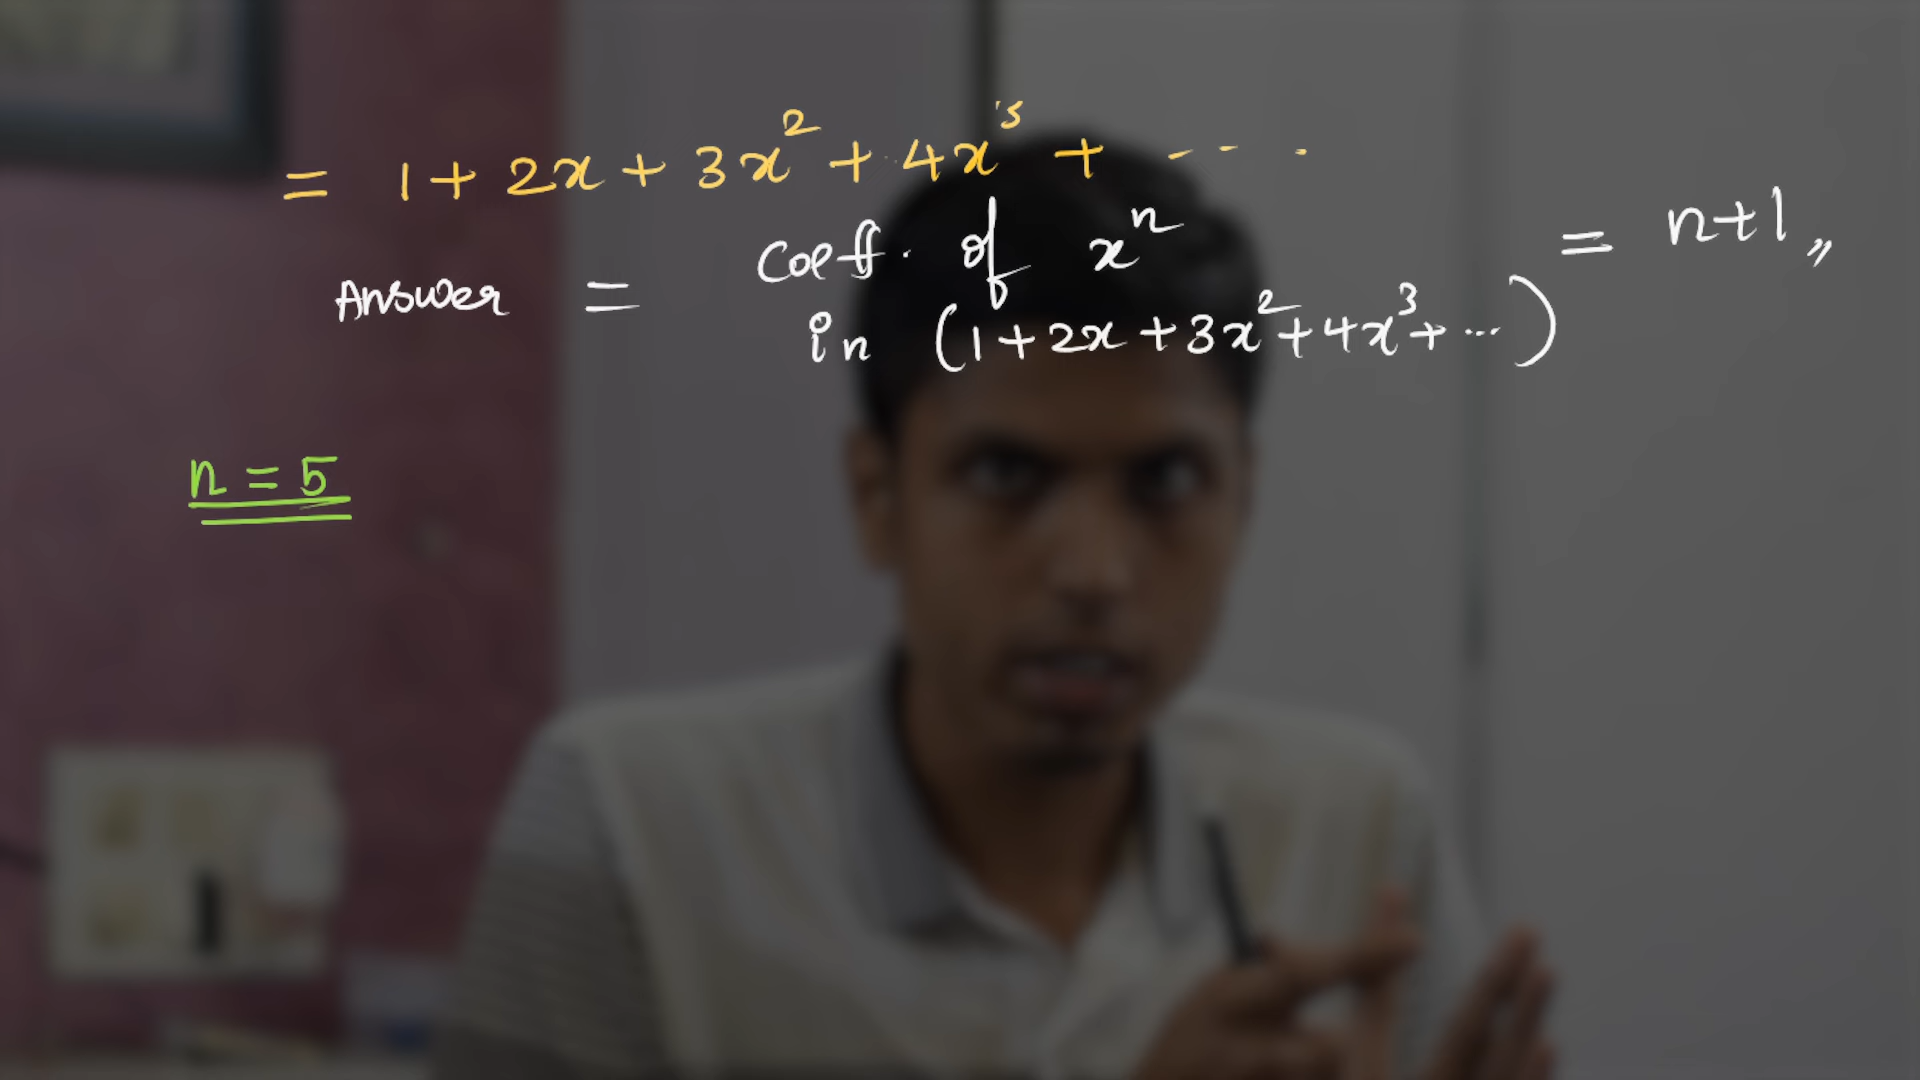 = 1 + 2x + 3x² + 4x³ + - - - .
Coeff. of xⁿ
Answer = = n+1,,
in (1 + 2x + 3x² + 4x³ + ...)
n = 5